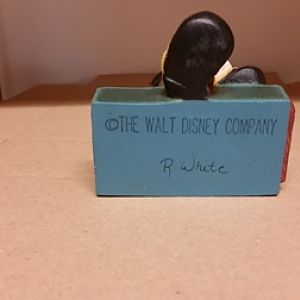 ©THE WALT DISNEY COMPANY
R. White